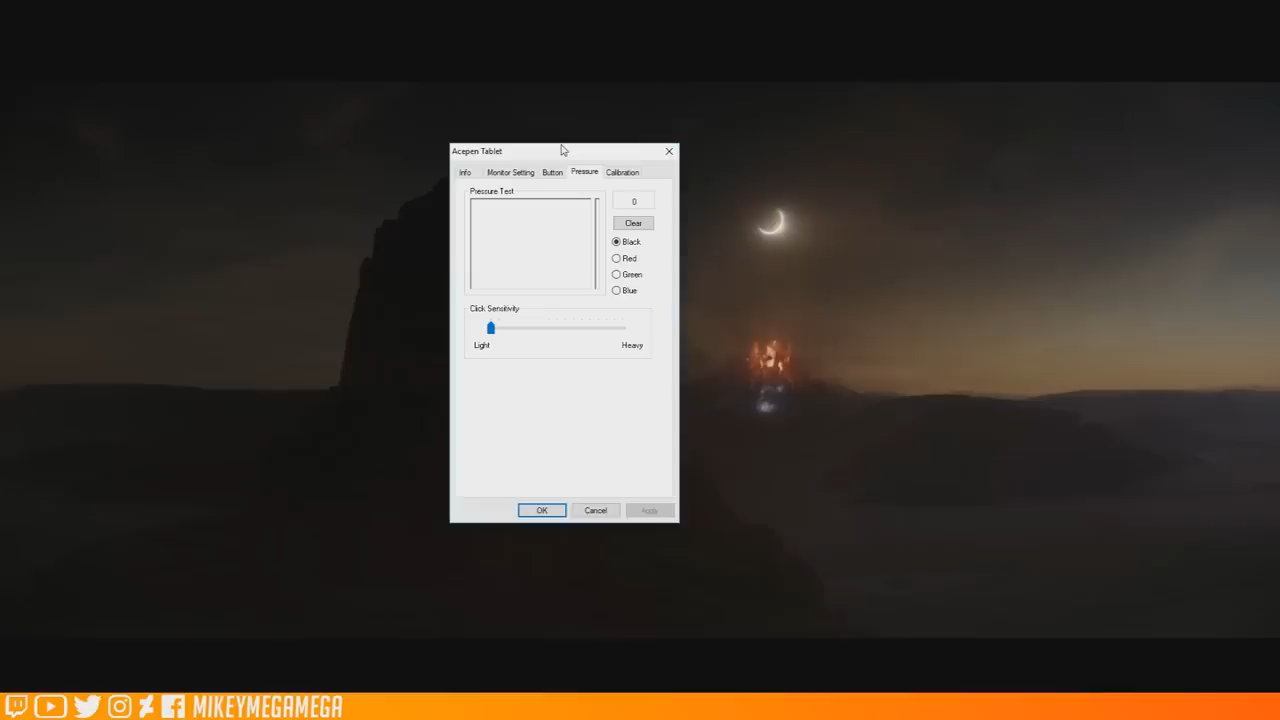 Acepen Tablet
Info Monitor Setting Button Pressure Calibration
Pressure Test
0
Clear
Black
Red
Green
Blue
Click Sensitivity
Light Heavy
OK Cancel Apply
MIKEYMEGAMEGA